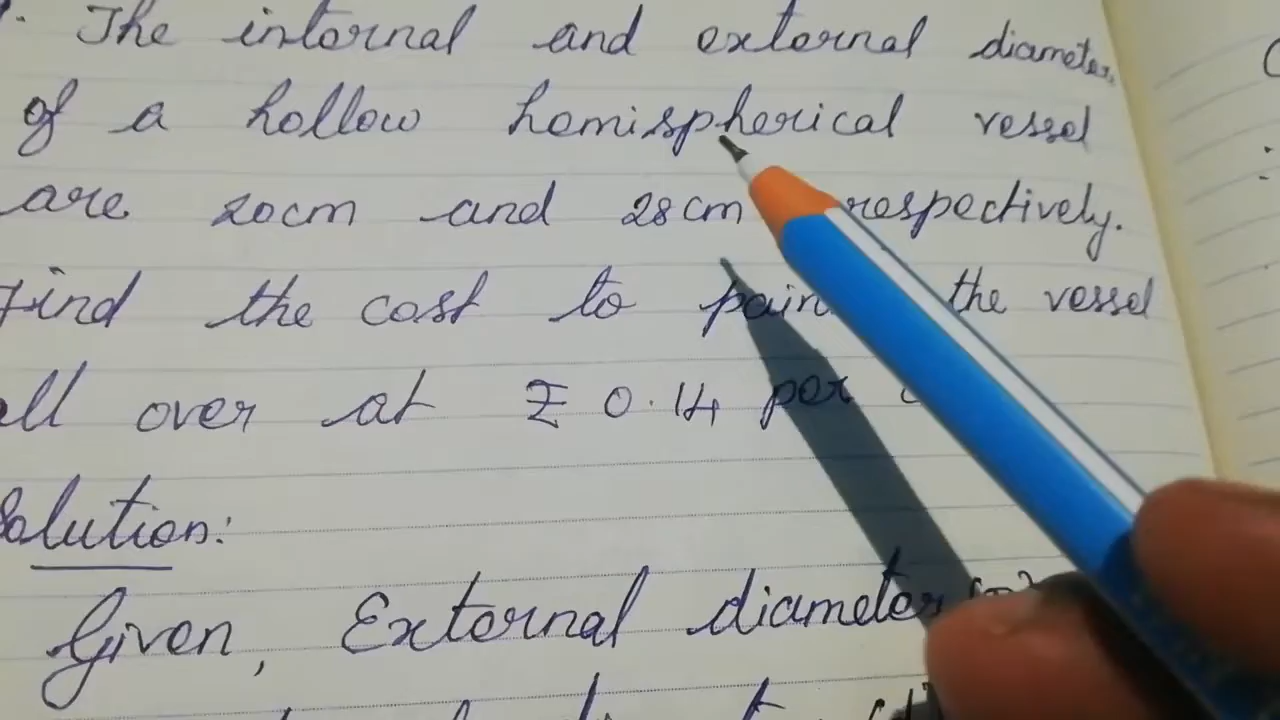 The internal and external diameter
of a hollow hemispherical vessel
are 20cm and 28cm respectively.
Find the cost to pain the vessel
all over at ₹ 0.14 per
Solution:
Given, External diameter